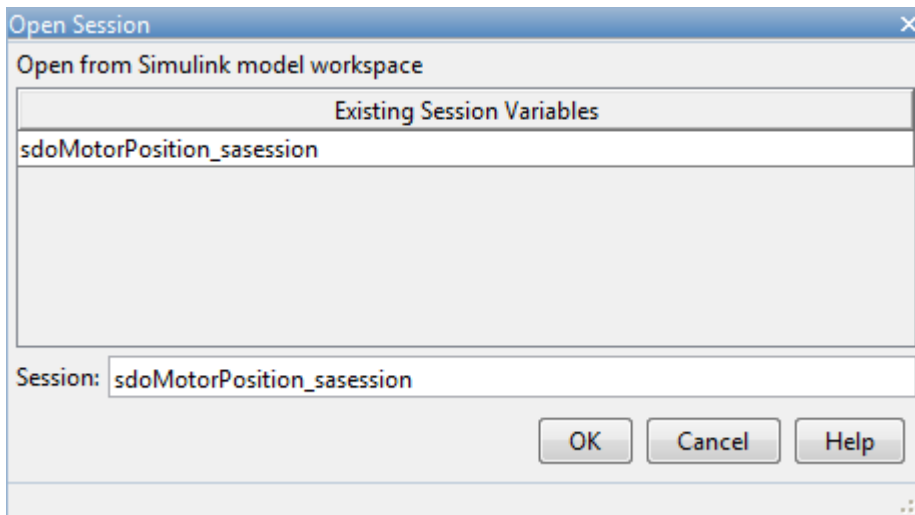 Open Session
Open from Simulink model workspace
Existing Session Variables
sdoMotorPosition_sasession
Session: sdoMotorPosition_sasession
OK Cancel Help